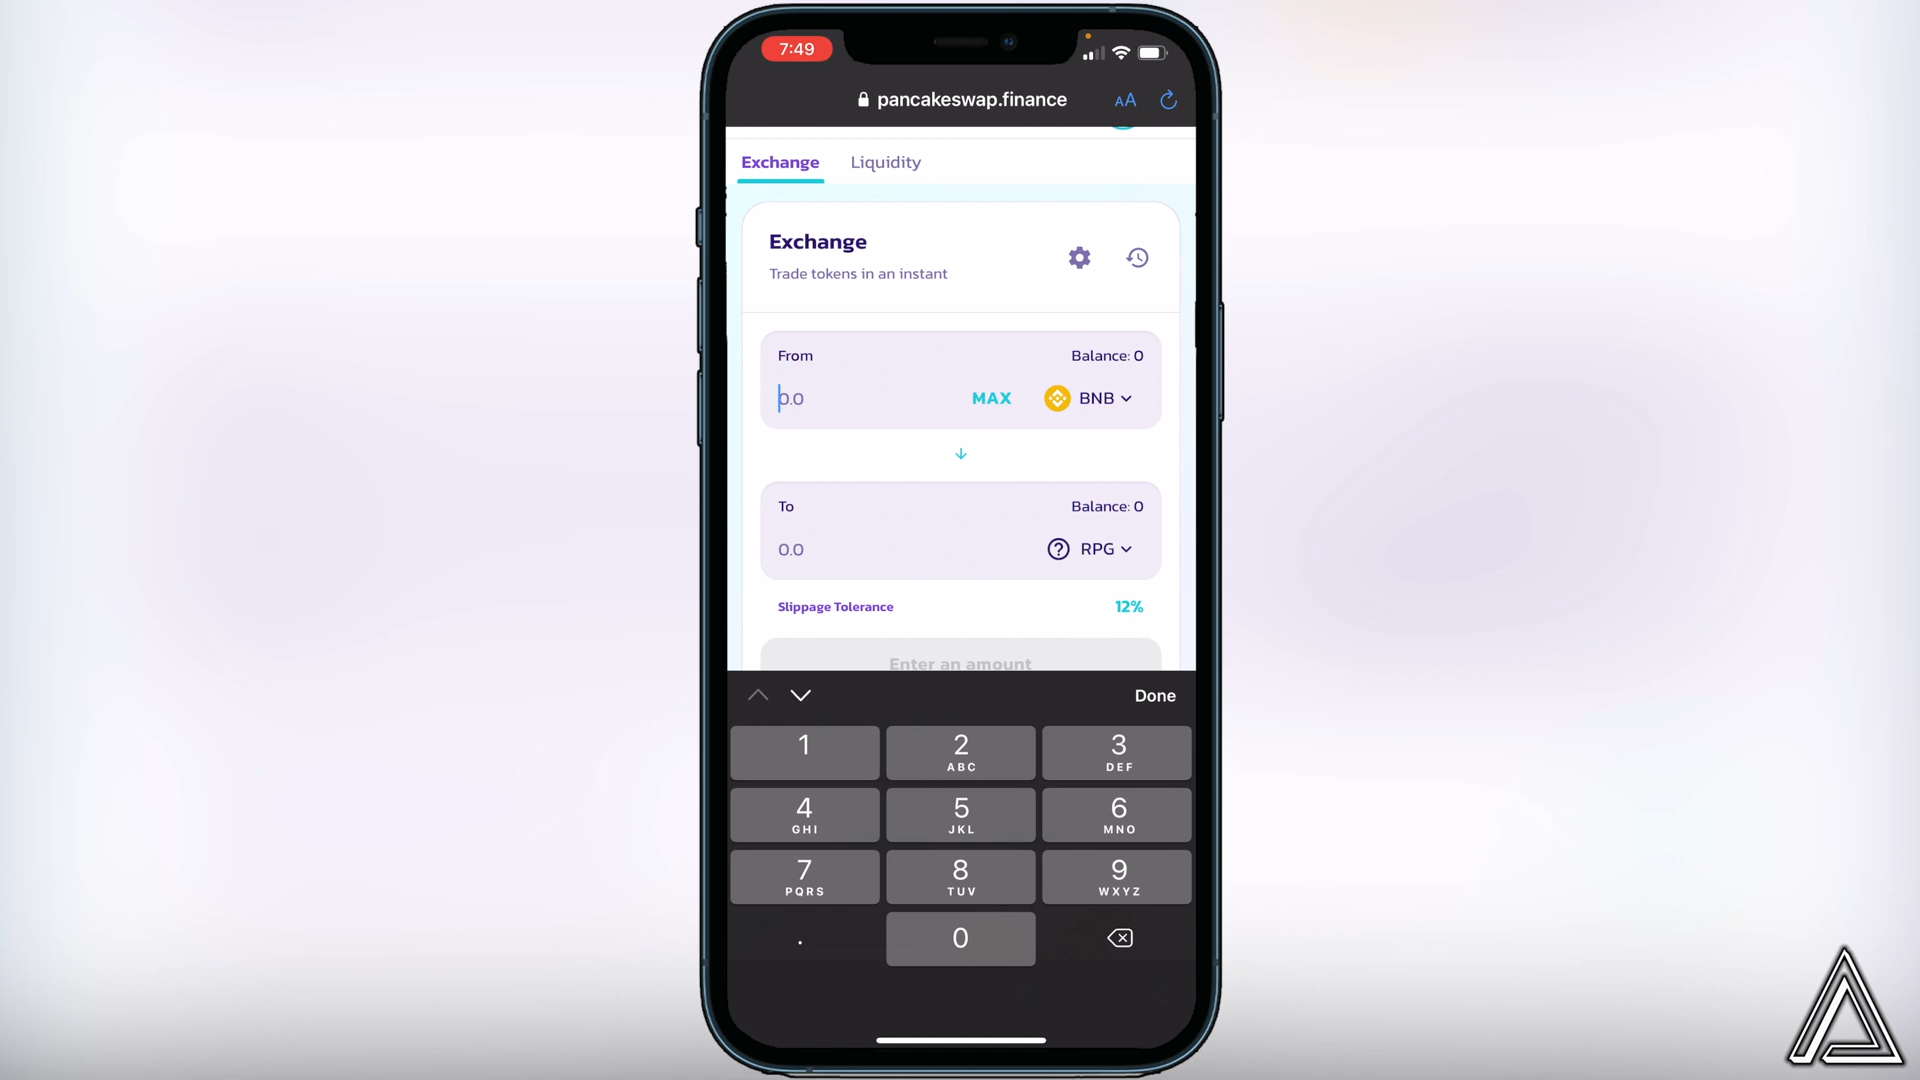 7:49
pancakeswap.finance
AA
Exchange
Liquidity
Exchange
Trade tokens in an instant
From
Balance: 0
0.0
MAX
BNB
To
Balance: 0
0.0
RPG
Slippage Tolerance
12%
Enter an amount
Done
1
2
ABC
3
DEF
4
GHI
5
JKL
6
MNO
7
PQRS
8
TUV
9
WXYZ
.
0